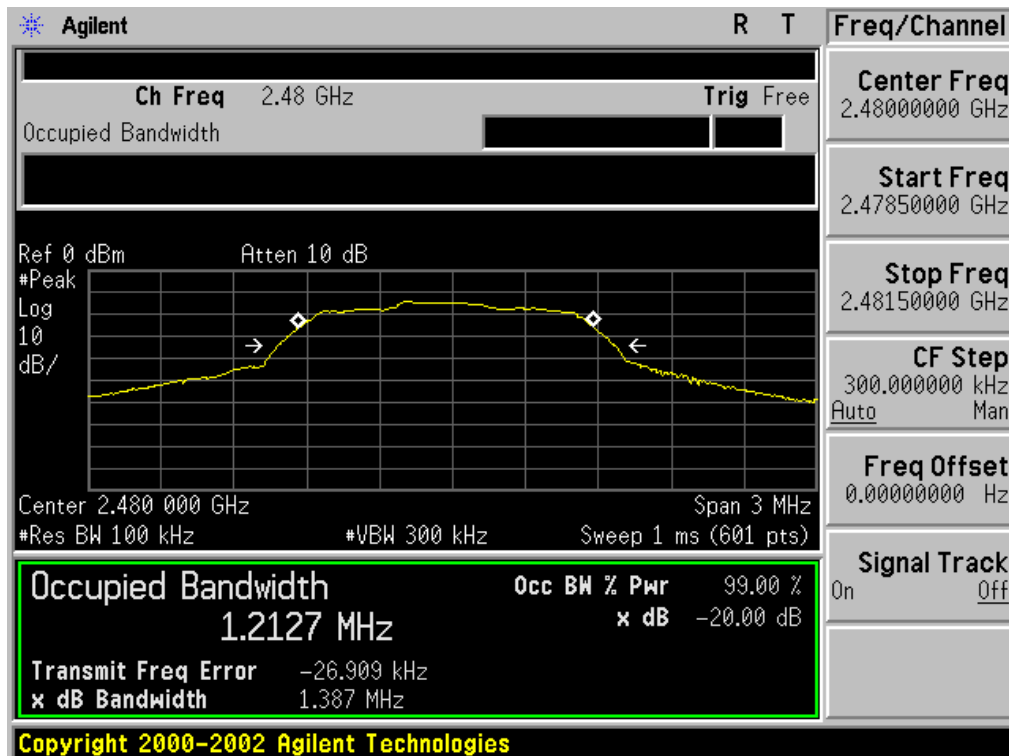 Agilent R T Freq/Channel
Ch Freq 2.48 GHz Trig Free
Occupied Bandwidth
Center Freq
2.48000000 GHz
Start Freq
2.47850000 GHz
Stop Freq
2.48150000 GHz
CF Step
300.000000 kHz
Auto Man
Freq Offset
0.00000000 Hz
Signal Track
On Off
Ref 0 dBm Atten 10 dB
#Peak
Log
10
dB/
Center 2.480 000 GHz Span 3 MHz
#Res BW 100 kHz #VBW 300 kHz Sweep 1 ms (601 pts)
Occupied Bandwidth
1.2127 MHz
Occ BW % Pwr 99.00 %
x dB -20.00 dB
Transmit Freq Error -26.909 kHz
x dB Bandwidth 1.387 MHz
Copyright 2000-2002 Agilent Technologies